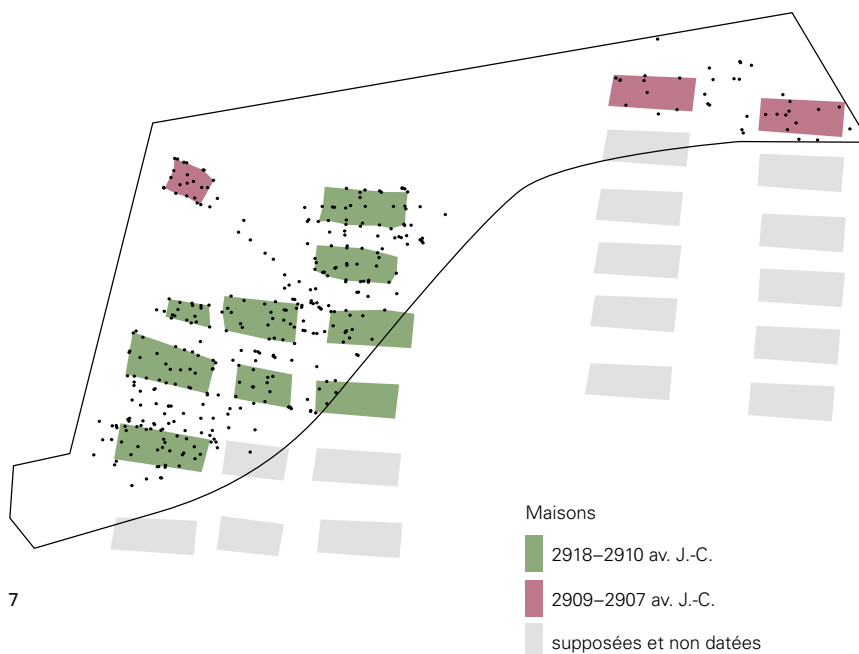 Maisons
2918–2910 av. J.-C.
2909–2907 av. J.-C.
supposées et non datées
7